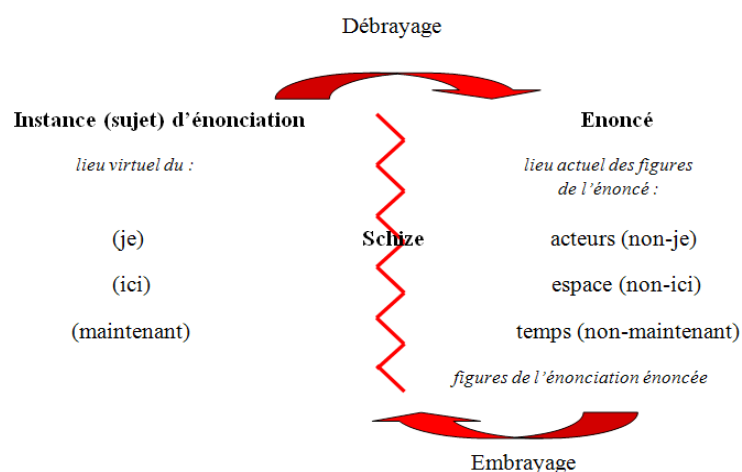 Débrayage
Instance (sujet) d'énonciation
Enoncé
lieu virtuel du :
lieu actuel des figures
de l'énoncé :
(je)
Schize
acteurs (non-je)
(ici)
espace (non-ici)
(maintenant)
temps (non-maintenant)
figures de l'énonciation énoncée
Embrayage